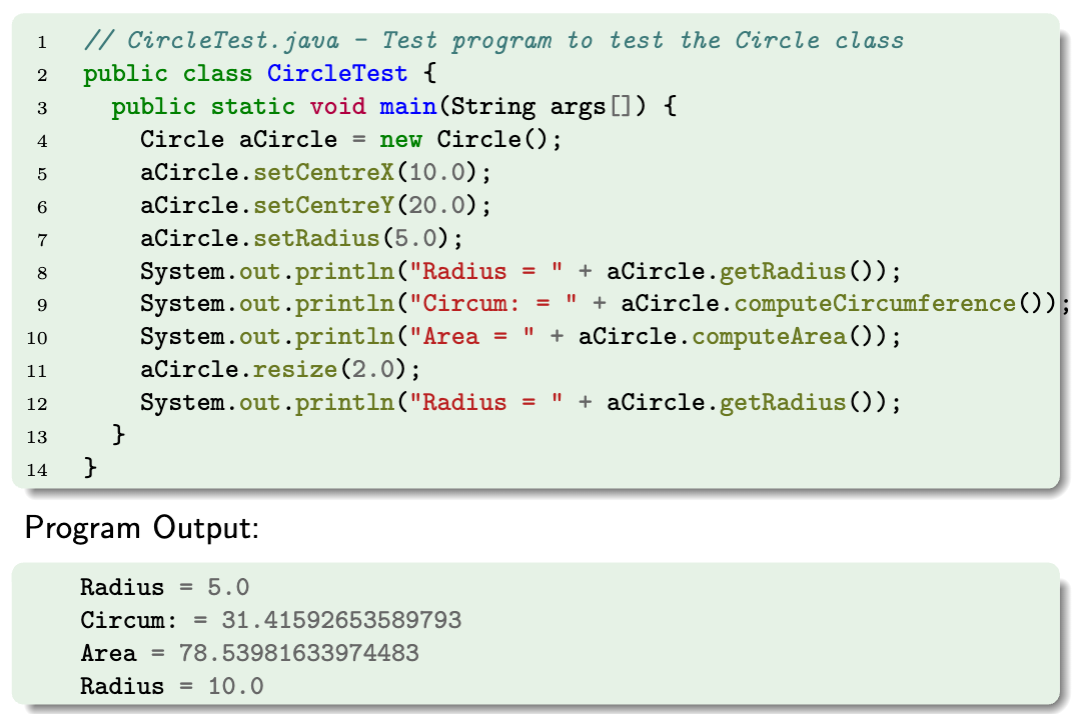 1 // CircleTest.java - Test program to test the Circle class
2 public class CircleTest {
3   public static void main(String args[]) {
4     Circle aCircle = new Circle();
5     aCircle.setCentreX(10.0);
6     aCircle.setCentreY(20.0);
7     aCircle.setRadius(5.0);
8     System.out.println("Radius = " + aCircle.getRadius());
9     System.out.println("Circum: = " + aCircle.computeCircumference());
10     System.out.println("Area = " + aCircle.computeArea());
11     aCircle.resize(2.0);
12     System.out.println("Radius = " + aCircle.getRadius());
13   }
14 }
Program Output:
Radius = 5.0
Circum: = 31.41592653589793
Area = 78.53981633974483
Radius = 10.0